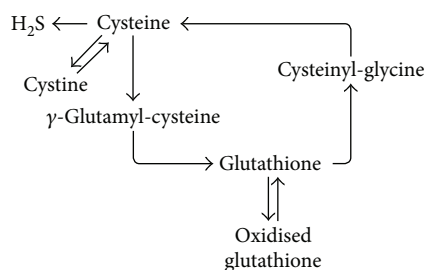 H₂S
Cysteine
Cysteinyl-glycine
Cystine
γ-Glutamyl-cysteine
Glutathione
Oxidised
glutathione